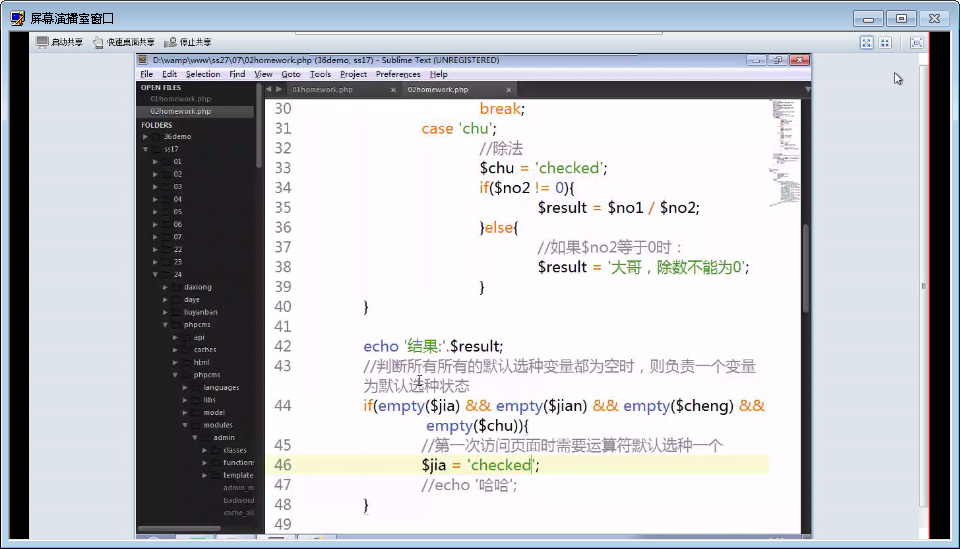 屏幕演播室窗口
启动共享 快速桌面共享 停止共享
D:\wamp\www\ss17\07\02homework.php (36demo, ss17) - Sublime Text (UNREGISTERED)
File Edit Selection Find View Goto Tools Project Preferences Help
OPEN FILES
01homework.php
02homework.php
FOLDERS
36demo
ss17
01
02
03
04
05
06
07
22
23
24
daxiong
daye
liuyanban
phpcms
api
caches
html
phpcms
languages
libs
model
modules
admin
classes
function
template
admin_m
badword
cache_all
01homework.php
02homework.php
30 break;
31 case 'chu';
32 //除法
33 $chu = 'checked';
34 if($no2 != 0){
35 $result = $no1 / $no2;
36 }else{
37 //如果$no2等于0时：
38 $result = '大哥，除数不能为0';
39 }
40 }
41
42 echo '结果:'.$result;
43 //判断所有所有的默认选种变量都为空时，则负责一个变量
为默认选种状态
44 if(empty($jia) && empty($jian) && empty($cheng) &&
empty($chu)){
45 //第一次访问页面时需要运算符默认选种一个
46 $jia = 'checked';
47 //echo '哈哈';
48 }
49